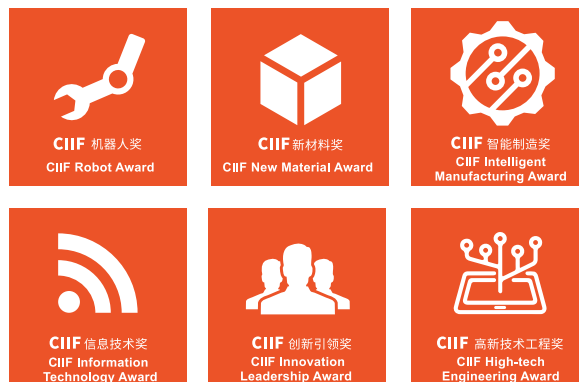 CIIF 机器人奖
CIIF Robot Award
CIIF 新材料奖
CIIF New Material Award
CIIF 智能制造奖
CIIF Intelligent
Manufacturing Award
CIIF 信息技术奖
CIIF Information
Technology Award
CIIF 创新引领奖
CIIF Innovation
Leadership Award
CIIF 高新技术工程奖
CIIF High-tech
Engineering Award